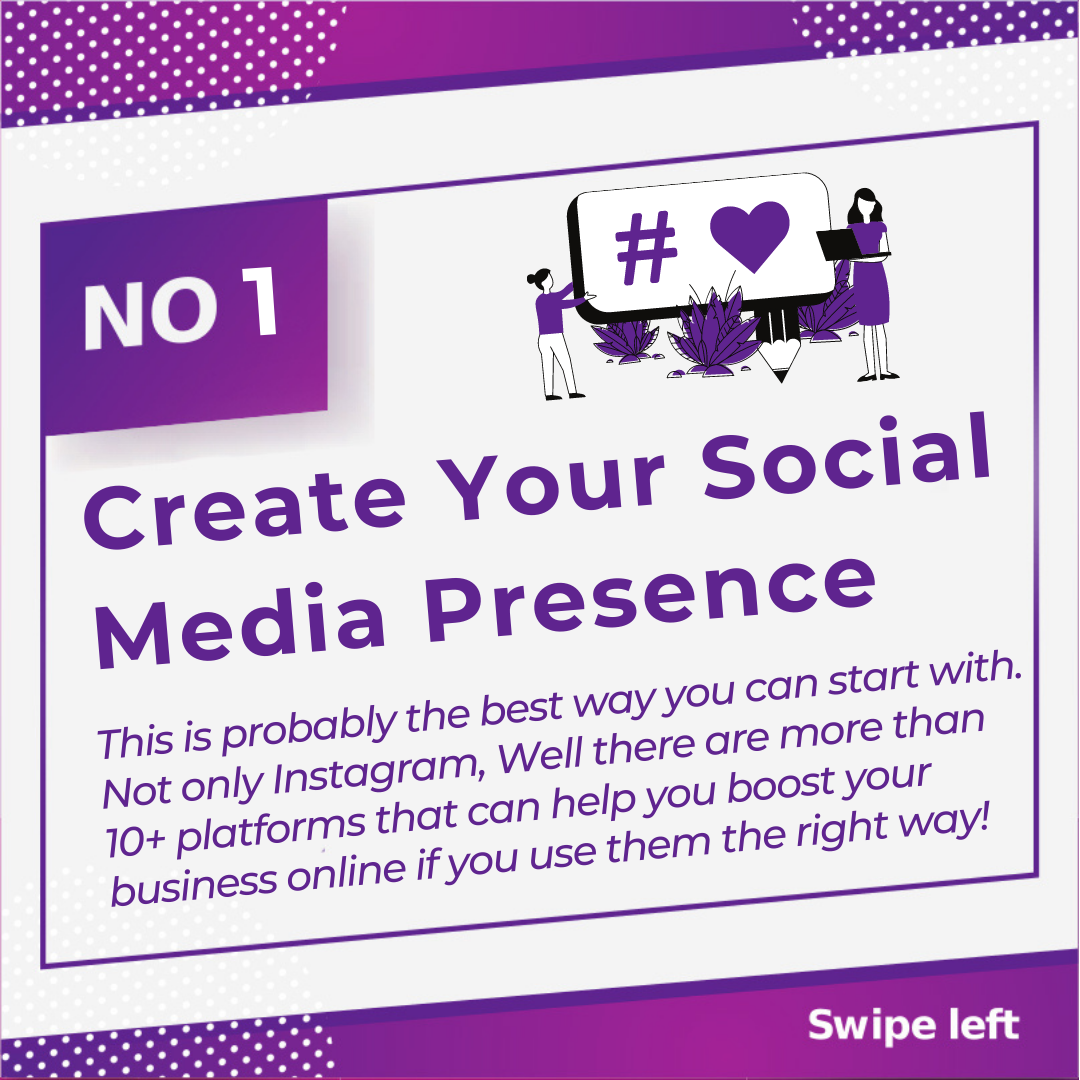 NO 1
# 
Create Your Social
Media Presence
This is probably the best way you can start with.
Not only Instagram, Well there are more than
10+ platforms that can help you boost your
business online if you use them the right way!
Swipe left